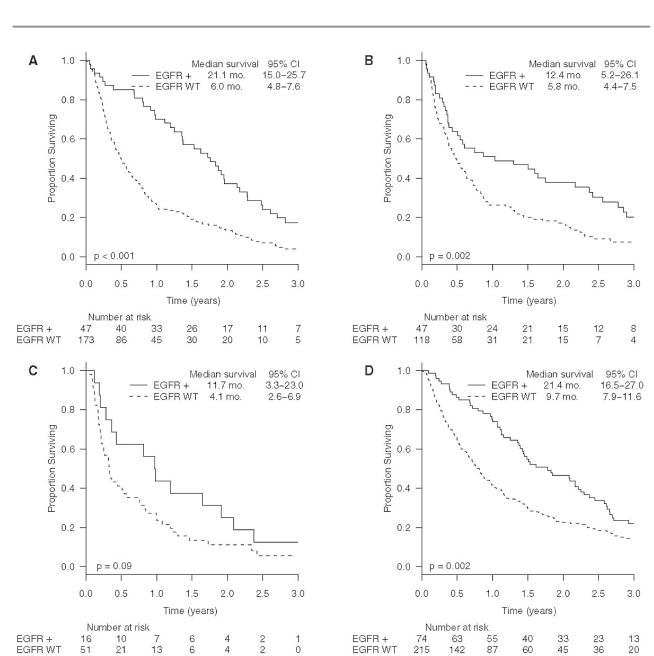 A
Median survival 95% CI
EGFR + 21.1 mo. 15.0–25.7
EGFR WT 6.0 mo. 4.8–7.6
1.0
0.8
0.6
0.4
0.2
0.0
Proportion Surviving
p < 0.001
0.0 0.5 1.0 1.5 2.0 2.5 3.0
Time (years)
Number at risk
EGFR + 47 40 33 26 17 11 7
EGFR WT 173 86 45 30 20 10 5
B
Median survival 95% CI
EGFR + 12.4 mo. 5.2–26.1
EGFR WT 5.8 mo. 4.4–7.5
1.0
0.8
0.6
0.4
0.2
0.0
Proportion Surviving
p = 0.002
0.0 0.5 1.0 1.5 2.0 2.5 3.0
Time (years)
Number at risk
EGFR + 47 30 24 21 15 12 8
EGFR WT 118 58 31 21 15 7 4
C
Median survival 95% CI
EGFR + 11.7 mo. 3.3–23.0
EGFR WT 4.1 mo. 2.6–6.9
1.0
0.8
0.6
0.4
0.2
0.0
Proportion Surviving
p = 0.09
0.0 0.5 1.0 1.5 2.0 2.5 3.0
Time (years)
Number at risk
EGFR + 16 10 7 6 4 2 1
EGFR WT 51 21 13 6 4 2 0
D
Median survival 95% CI
EGFR + 21.4 mo. 16.5–27.0
EGFR WT 9.7 mo. 7.9–11.6
1.0
0.8
0.6
0.4
0.2
0.0
Proportion Surviving
p = 0.002
0.0 0.5 1.0 1.5 2.0 2.5 3.0
Time (years)
Number at risk
EGFR + 74 63 55 40 33 23 13
EGFR WT 215 142 87 60 45 36 20